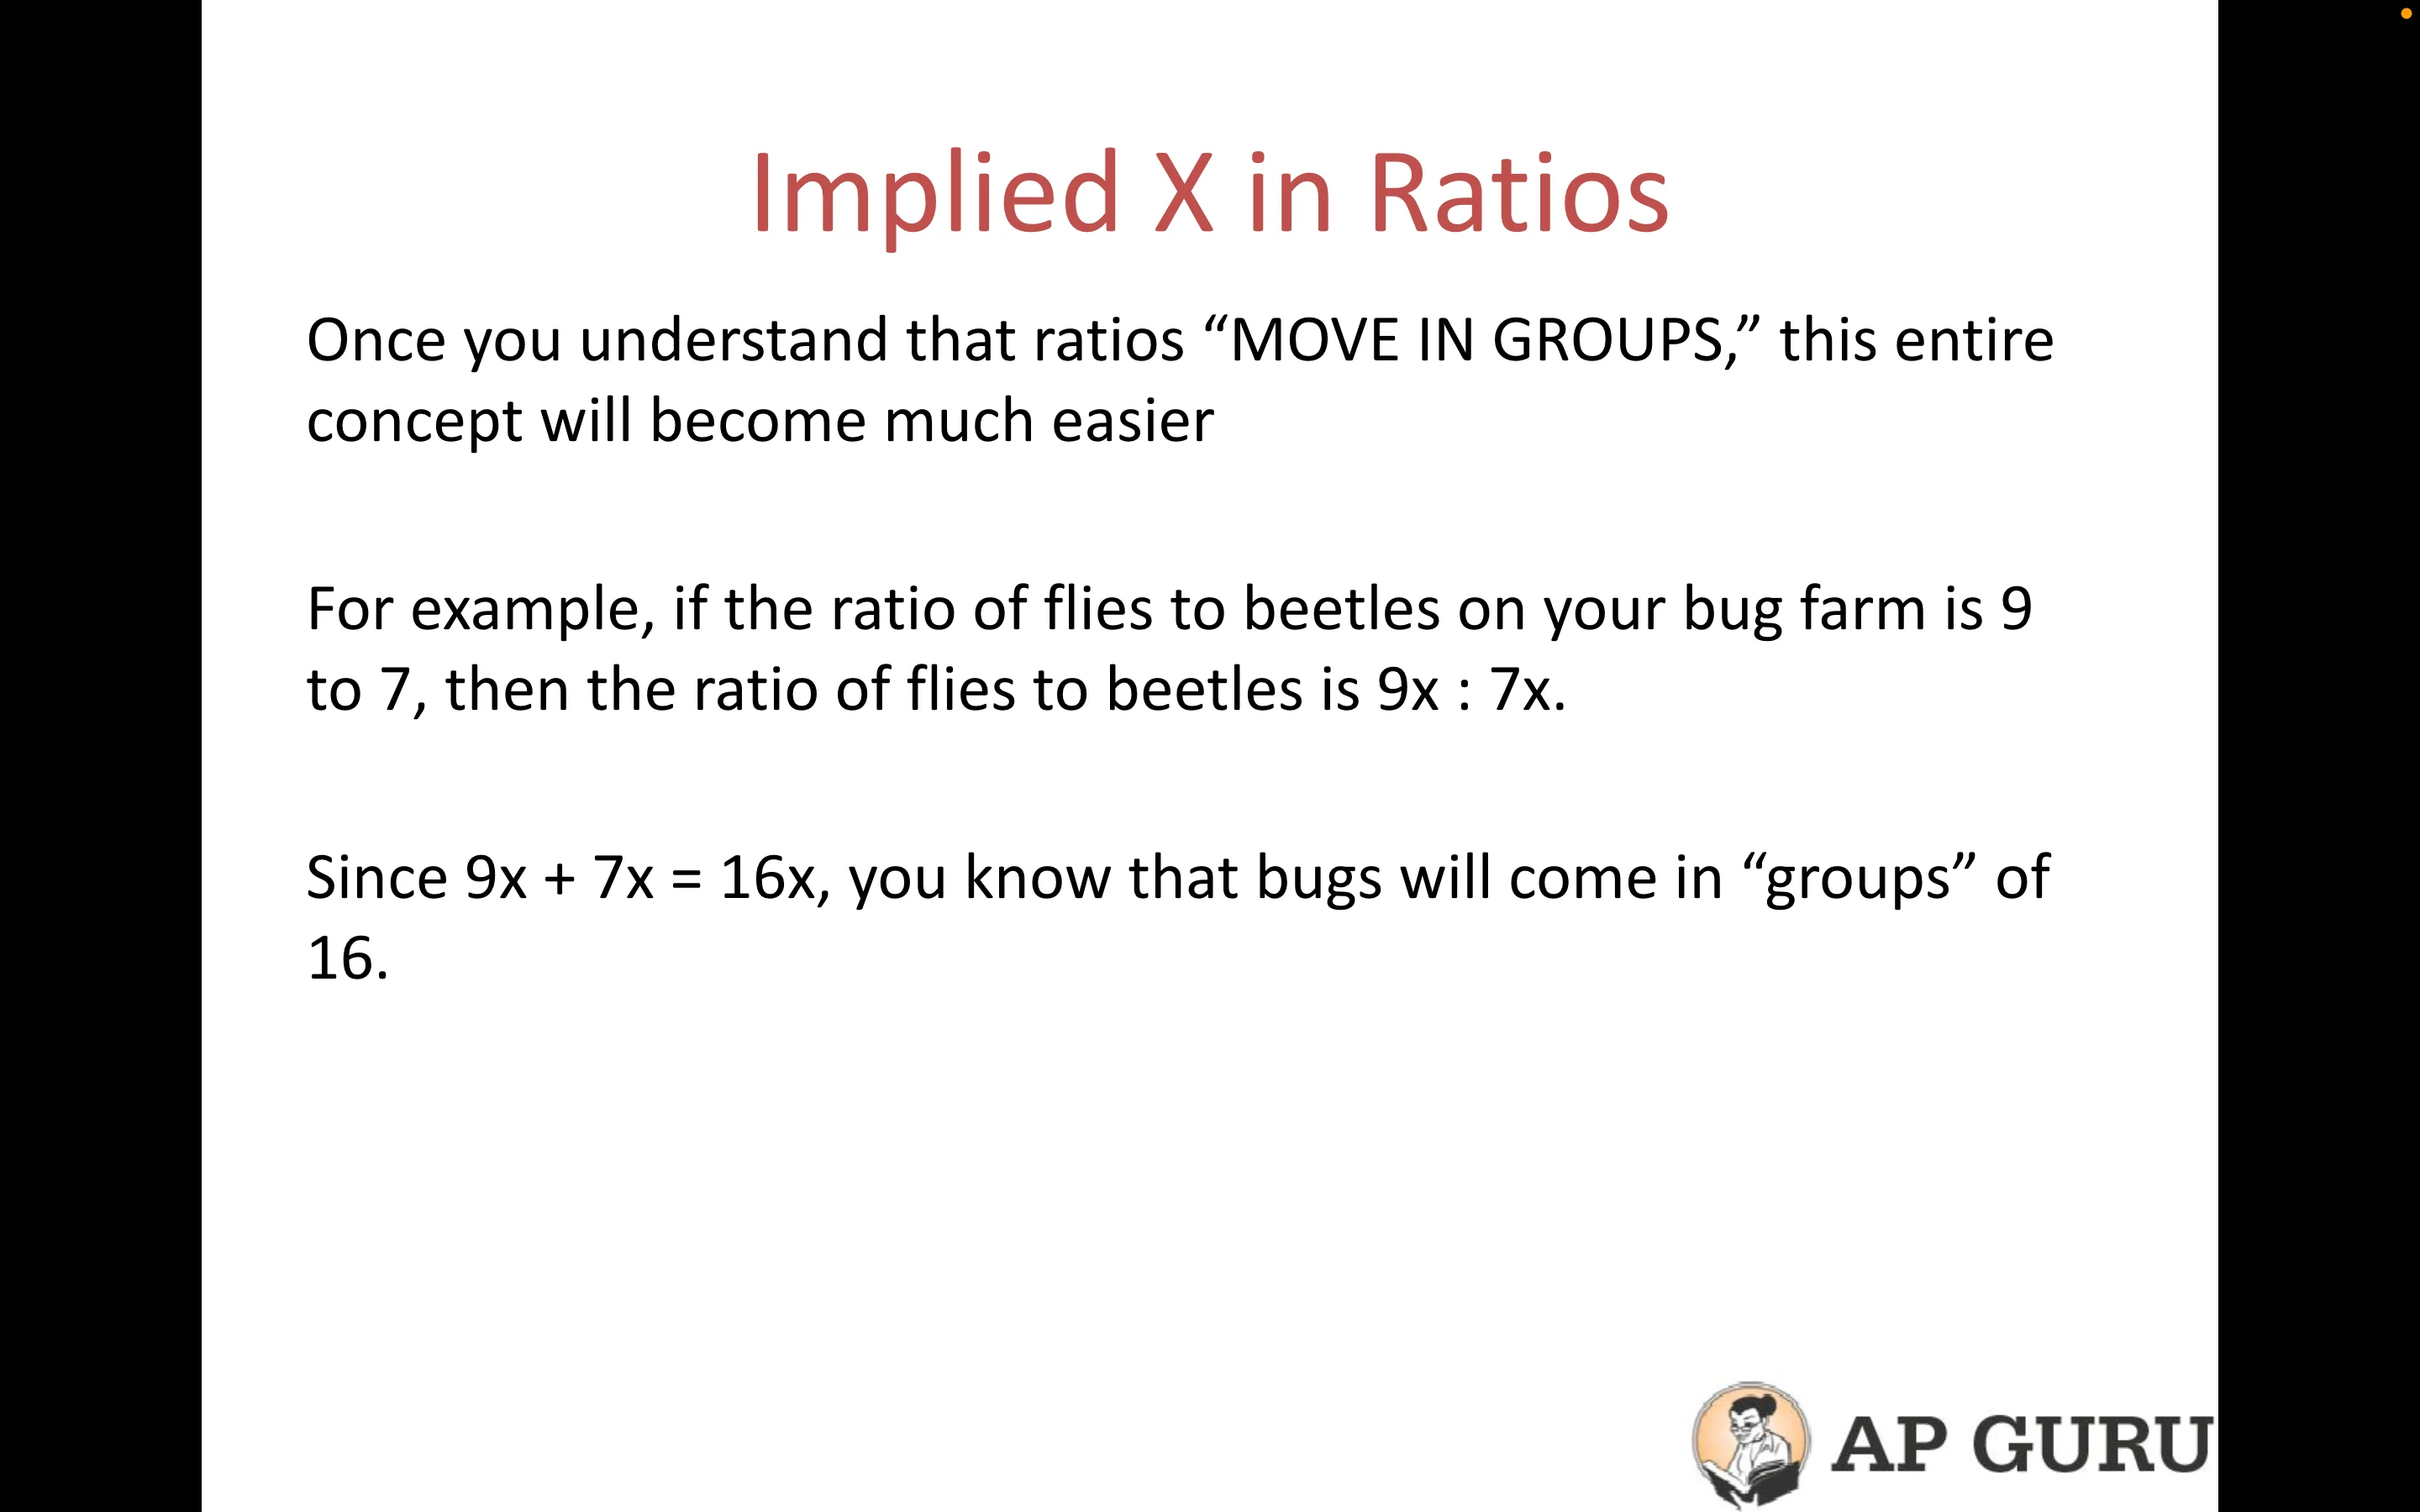 Implied X in Ratios
Once you understand that ratios “MOVE IN GROUPS,” this entire
concept will become much easier
For example, if the ratio of flies to beetles on your bug farm is 9
to 7, then the ratio of flies to beetles is 9x : 7x.
Since 9x + 7x = 16x, you know that bugs will come in “groups” of
16.
AP GURU